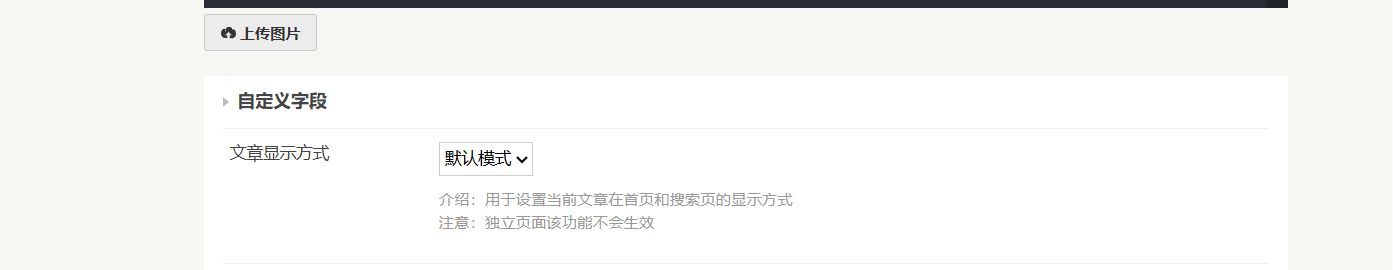 上传图片
自定义字段
文章显示方式
默认模式
介绍：用于设置当前文章在首页和搜索页的显示方式
注意：独立页面该功能不会生效